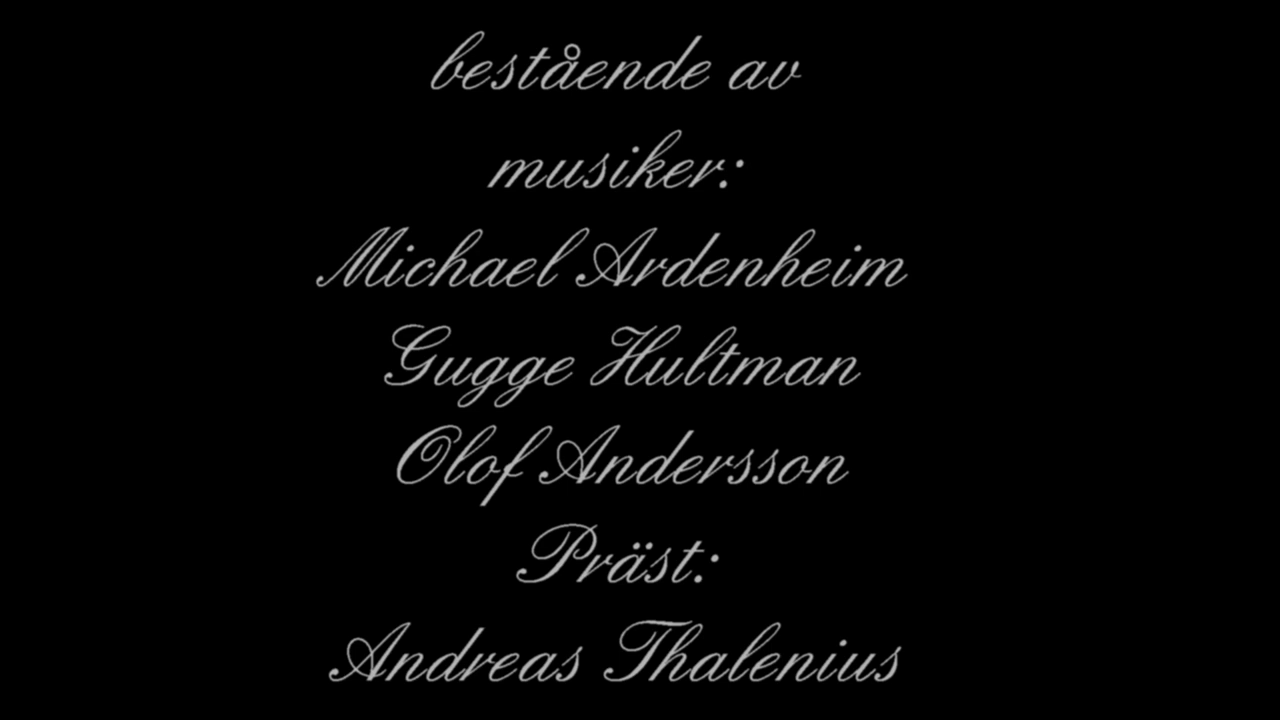 bestående av
musiker:
Michael Ardenheim
Gugge Hultman
Olof Andersson
Präst:
Andreas Thalenius